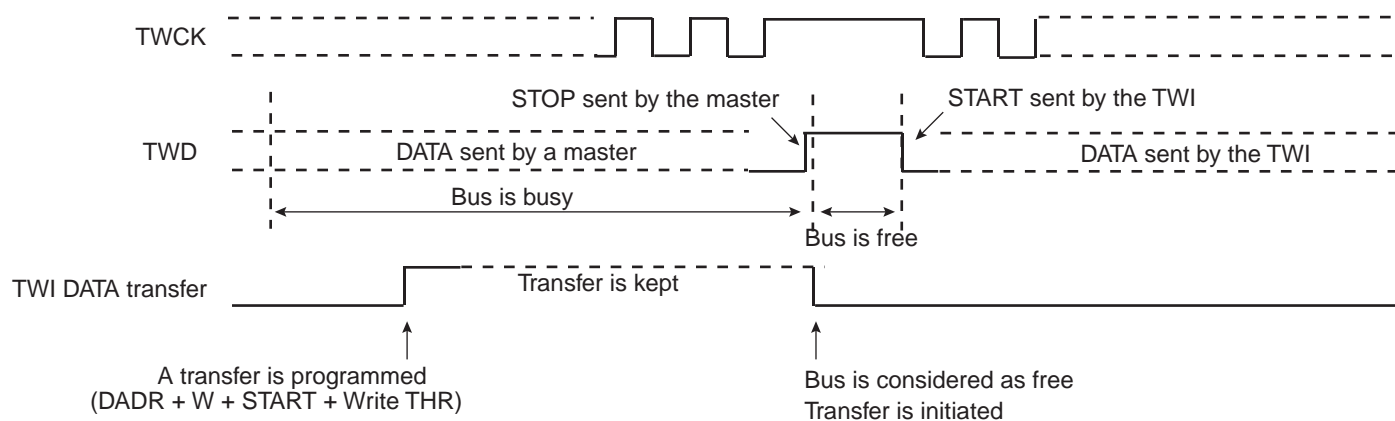 TWCK
STOP sent by the master
START sent by the TWI
TWD
DATA sent by a master
DATA sent by the TWI
Bus is busy
Bus is free
TWI DATA transfer
Transfer is kept
A transfer is programmed
(DADR + W + START + Write THR)
Bus is considered as free
Transfer is initiated